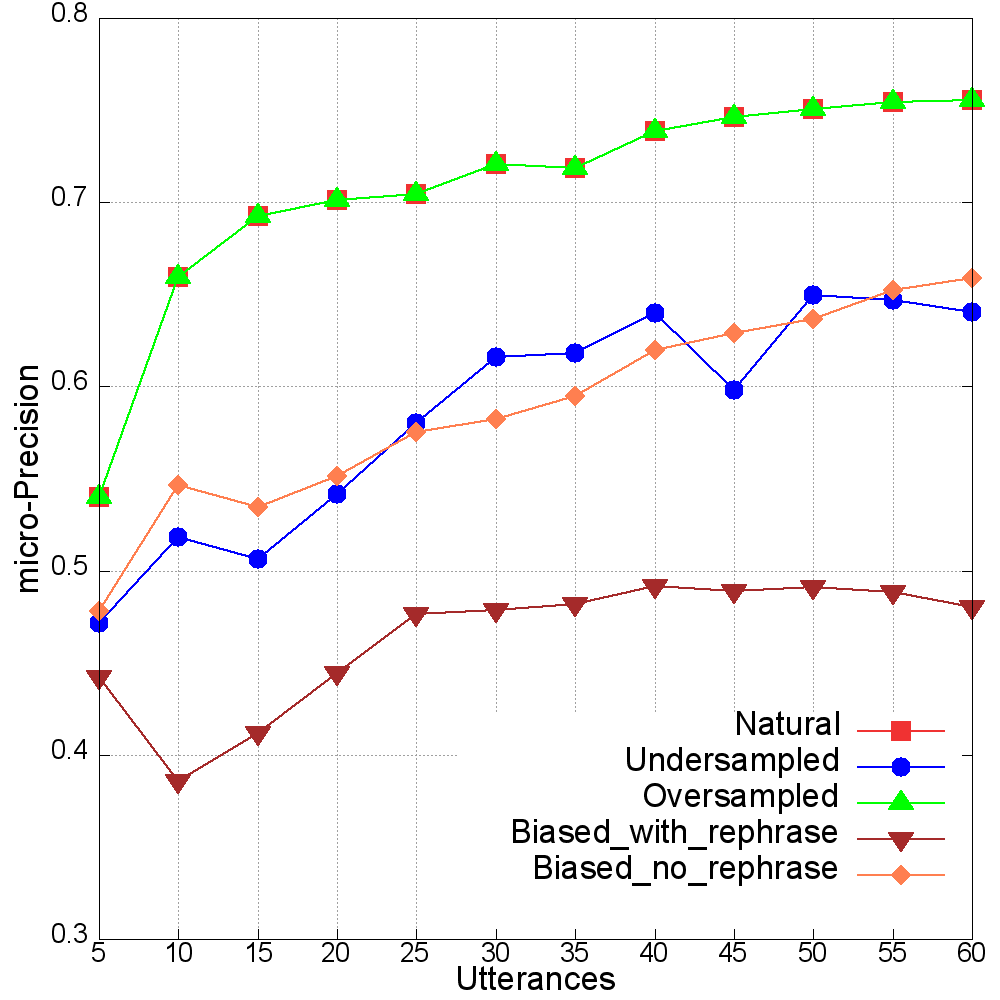 0.8
0.7
0.6
0.5
0.4
0.3
micro-Precision
Natural
Undersampled
Oversampled
Biased_with_rephrase
Biased_no_rephrase
5 10 15 20 25 30 35 40 45 50 55 60
Utterances